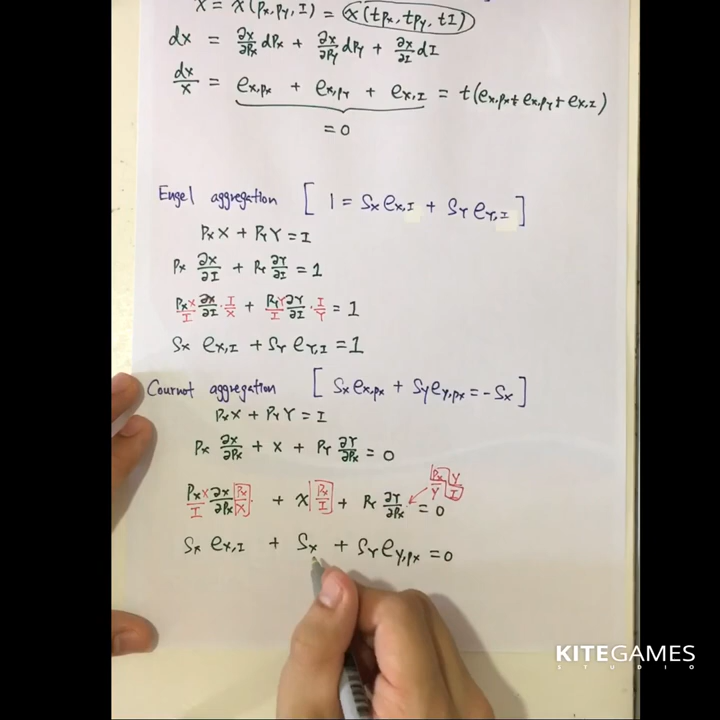 X = X(Px, Py, I) = X(tPx, tPy, tI)
dx = ∂x/∂Px dPx + ∂x/∂Py dPy + ∂x/∂I dI
dx/x = ex,px + ex,py + ex,I = t(ex,px + ex,py + ex,I)
= 0
Engel aggregation [ 1 = Sx ex,I + SY eY,I ]
PxX + PYY = I
Px ∂x/∂I + PY ∂Y/∂I = 1
Px X/I ∂x/∂I · I/X + PY Y/I ∂Y/∂I · I/Y = 1
Sx ex,I + SY eY,I = 1
Cournot aggregation [ Sx ex,px + Sy ey,px = -Sx ]
PxX + PYY = I
Px ∂x/∂Px + X + PY ∂Y/∂Px = 0
Px X/I ∂x/∂Px Px/X · + X Px/I + PY ∂Y/∂Px · = 0 Px/Y Y/I
Sx ex,I + Sx + SY eY,px = 0
KITEGAMES
STUDIO